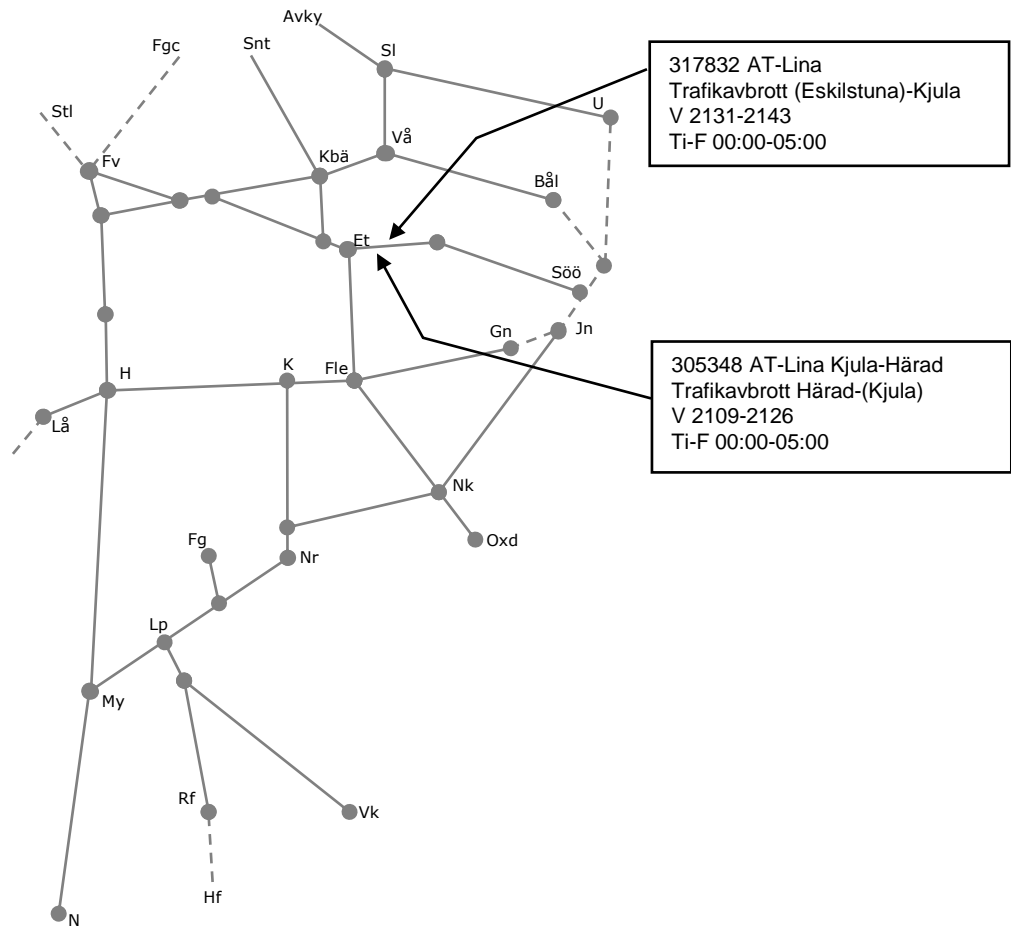 Avky
Fgc
Snt
Sl
317832 AT-Lina
Trafikavbrott (Eskilstuna)-Kjula
V 2131-2143
Ti-F 00:00-05:00
Stl
U
Fv
Vå
Kbä
Bål
Et
Söö
Gn
Jn
305348 AT-Lina Kjula-Härad
Trafikavbrott Härad-(Kjula)
V 2109-2126
Ti-F 00:00-05:00
H
K
Fle
Lå
Nk
Fg
Oxd
Nr
Lp
My
Rf
Vk
Hf
N